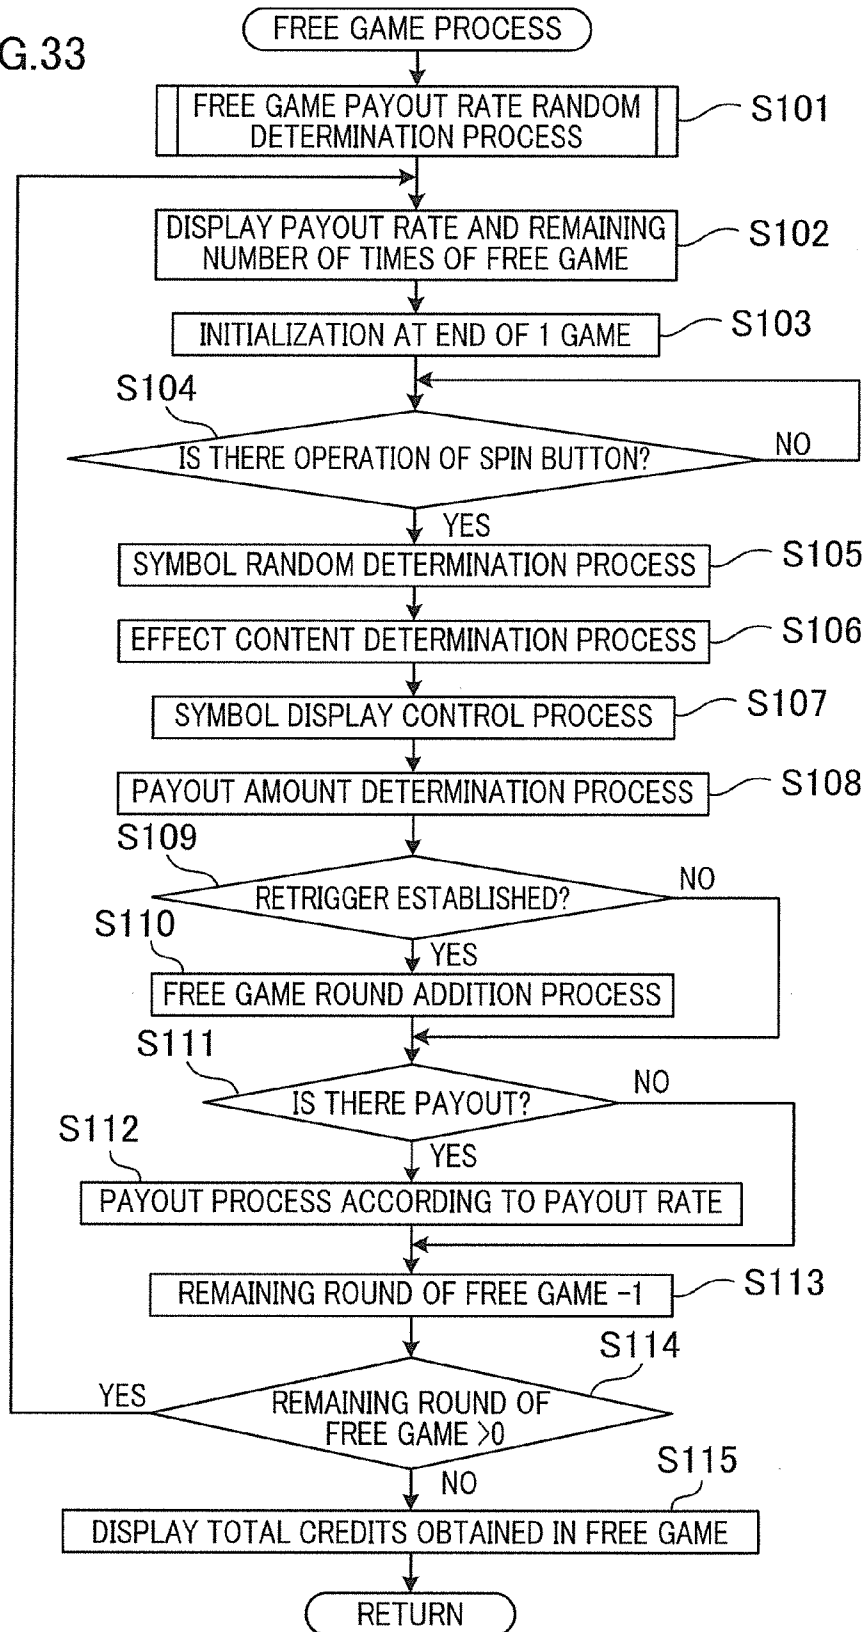 G.33
FREE GAME PROCESS
FREE GAME PAYOUT RATE RANDOM
DETERMINATION PROCESS
S101
DISPLAY PAYOUT RATE AND REMAINING
NUMBER OF TIMES OF FREE GAME
S102
INITIALIZATION AT END OF 1 GAME
S103
S104
IS THERE OPERATION OF SPIN BUTTON?
NO
YES
SYMBOL RANDOM DETERMINATION PROCESS
S105
EFFECT CONTENT DETERMINATION PROCESS
S106
SYMBOL DISPLAY CONTROL PROCESS
S107
PAYOUT AMOUNT DETERMINATION PROCESS
S108
S109
RETRIGGER ESTABLISHED?
NO
YES
S110
FREE GAME ROUND ADDITION PROCESS
S111
IS THERE PAYOUT?
NO
YES
S112
PAYOUT PROCESS ACCORDING TO PAYOUT RATE
REMAINING ROUND OF FREE GAME -1
S113
S114
YES
REMAINING ROUND OF
FREE GAME >0
NO
S115
DISPLAY TOTAL CREDITS OBTAINED IN FREE GAME
RETURN